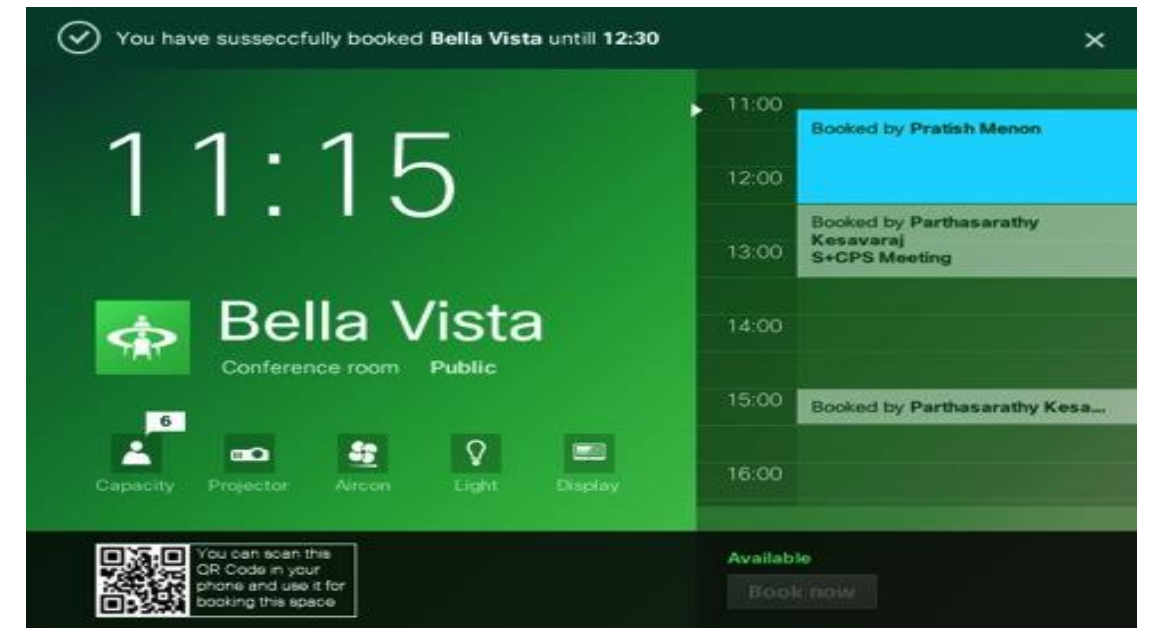 You have susseccfully booked Bella Vista untill 12:30
11:15
Bella Vista
Conference room Public
6
Capacity Projector Aircon Light Display
You can scan this
QR Code in your
phone and use it for
booking this space
11:00
Booked by Pratish Menon
12:00
Booked by Parthasarathy
Kesavaraj
13:00
S+CPS Meeting
14:00
15:00
Booked by Parthasarathy Kesa...
16:00
Available
Book now